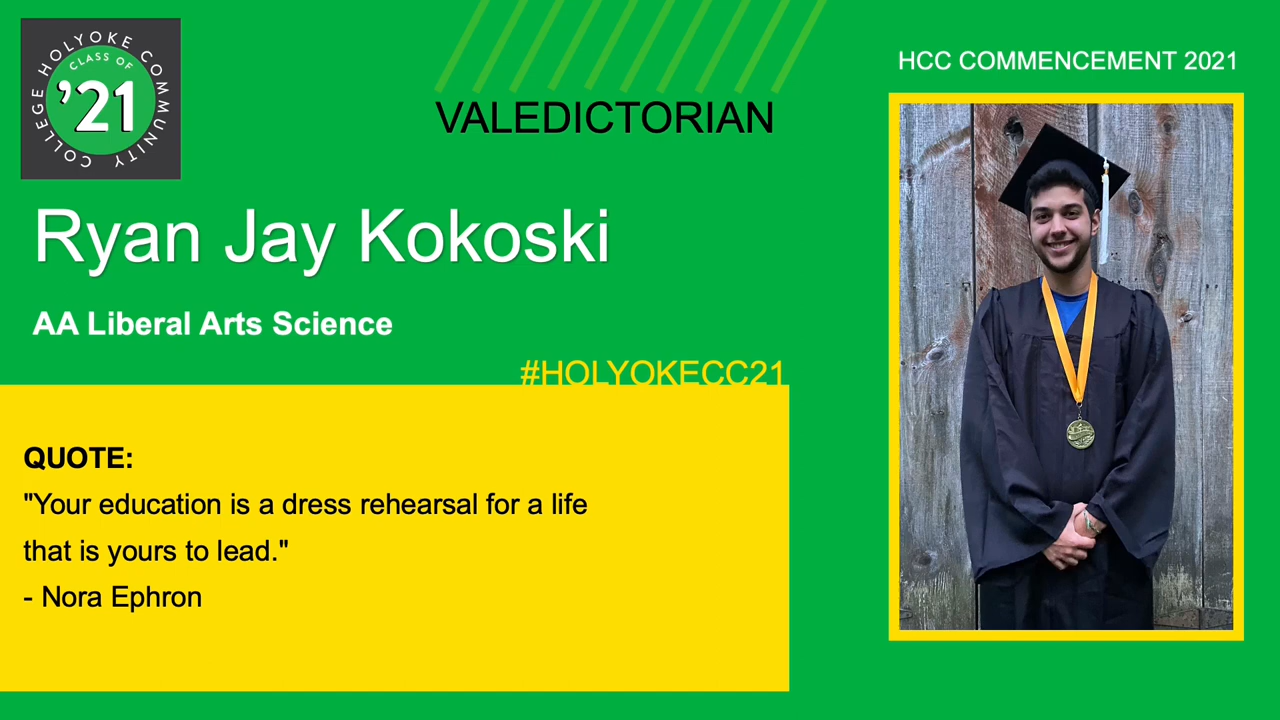 HOLYOKE COMMUNITY COLLEGE
CLASS OF
'21
VALEDICTORIAN
HCC COMMENCEMENT 2021
Ryan Jay Kokoski
AA Liberal Arts Science
#HOLYOKECC21
QUOTE:
"Your education is a dress rehearsal for a life
that is yours to lead."
- Nora Ephron